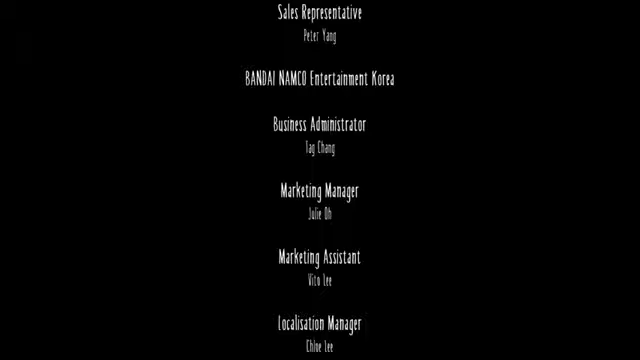 Sales Representative
Peter Yang
BANDAI NAMCO Entertainment Korea
Business Administrator
Tag Chang
Marketing Manager
Julie Oh
Marketing Assistant
Vito Lee
Localisation Manager
Chloe Lee